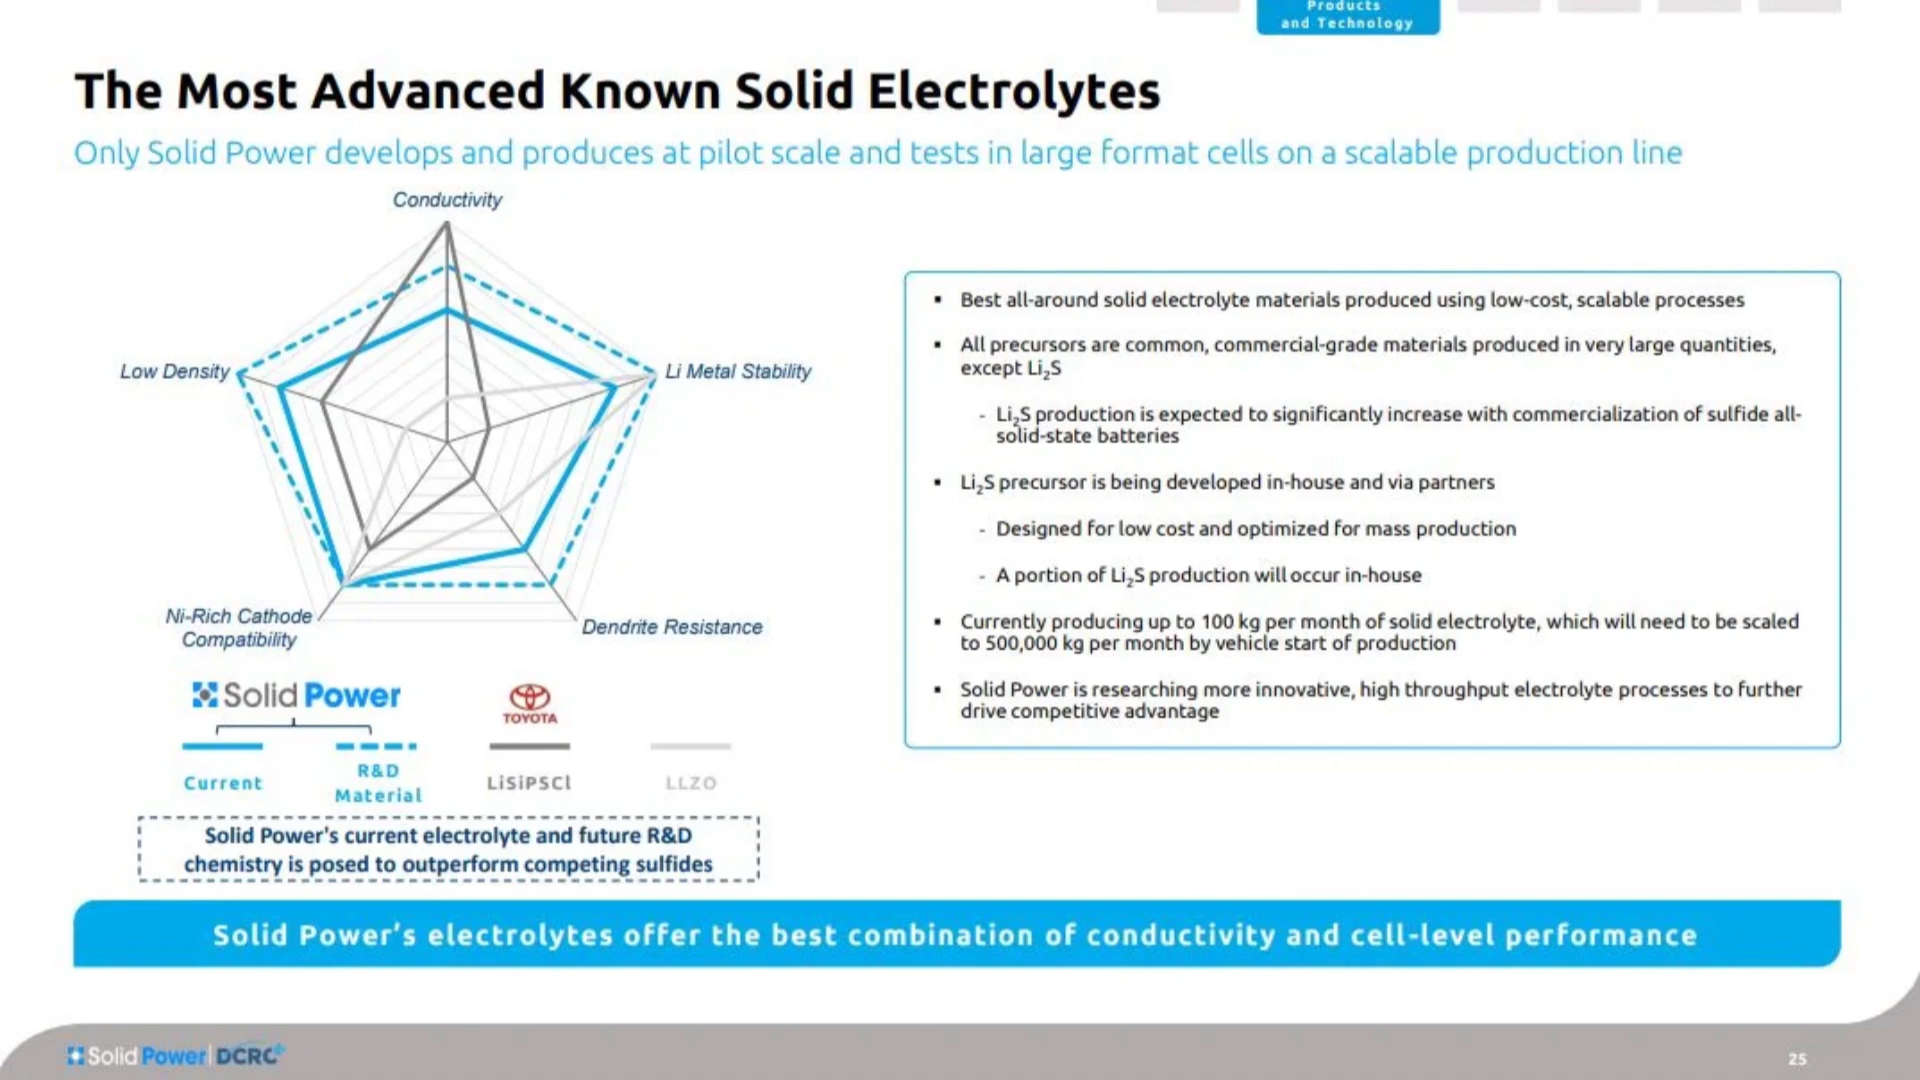 Products
and Technology
The Most Advanced Known Solid Electrolytes
Only Solid Power develops and produces at pilot scale and tests in large format cells on a scalable production line
Conductivity
Low Density
Li Metal Stability
Ni-Rich Cathode
Compatibility
Dendrite Resistance
Solid Power
TOYOTA
Current
R&D
Material
LiSiPSCl
LLZO
Solid Power's current electrolyte and future R&D
chemistry is posed to outperform competing sulfides
▪ Best all-around solid electrolyte materials produced using low-cost, scalable processes
▪ All precursors are common, commercial-grade materials produced in very large quantities,
except Li₂S
- Li₂S production is expected to significantly increase with commercialization of sulfide all-
solid-state batteries
▪ Li₂S precursor is being developed in-house and via partners
- Designed for low cost and optimized for mass production
- A portion of Li₂S production will occur in-house
▪ Currently producing up to 100 kg per month of solid electrolyte, which will need to be scaled
to 500,000 kg per month by vehicle start of production
▪ Solid Power is researching more innovative, high throughput electrolyte processes to further
drive competitive advantage
Solid Power’s electrolytes offer the best combination of conductivity and cell-level performance
Solid Power | DCRC
25